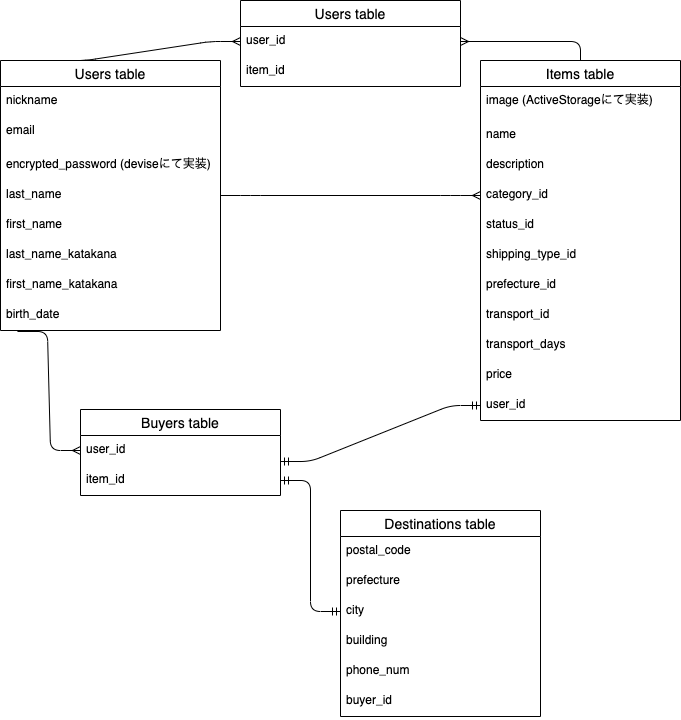 Users table
user_id
item_id
Users table
nickname
email
encrypted_password (deviseにて実装)
last_name
first_name
last_name_katakana
first_name_katakana
birth_date
Items table
image (ActiveStorageにて実装)
name
description
category_id
status_id
shipping_type_id
prefecture_id
transport_id
transport_days
price
user_id
Buyers table
user_id
item_id
Destinations table
postal_code
prefecture
city
building
phone_num
buyer_id